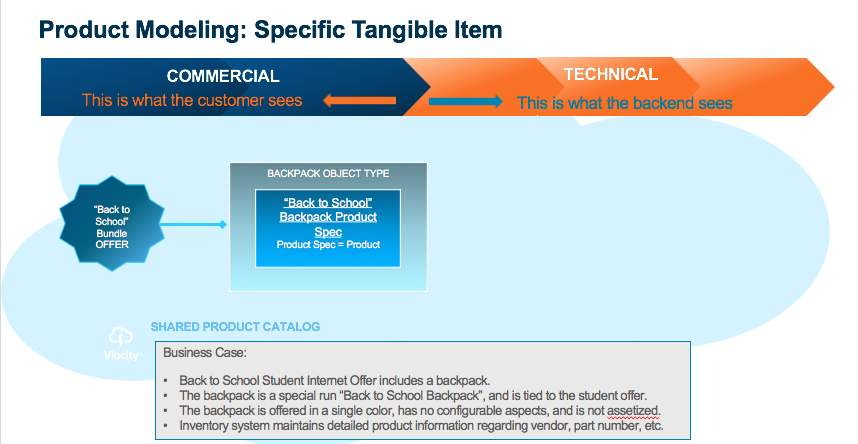 Product Modeling: Specific Tangible Item
COMMERCIAL
TECHNICAL
This is what the customer sees
This is what the backend sees
BACKPACK OBJECT TYPE
"Back to
School"
Bundle
OFFER
"Back to School"
Backpack Product
Spec
Product Spec = Product
SHARED PRODUCT CATALOG
Vlocity
Business Case:
• Back to School Student Internet Offer includes a backpack.
• The backpack is a special run "Back to School Backpack", and is tied to the student offer.
• The backpack is offered in a single color, has no configurable aspects, and is not assetized.
• Inventory system maintains detailed product information regarding vendor, part number, etc.